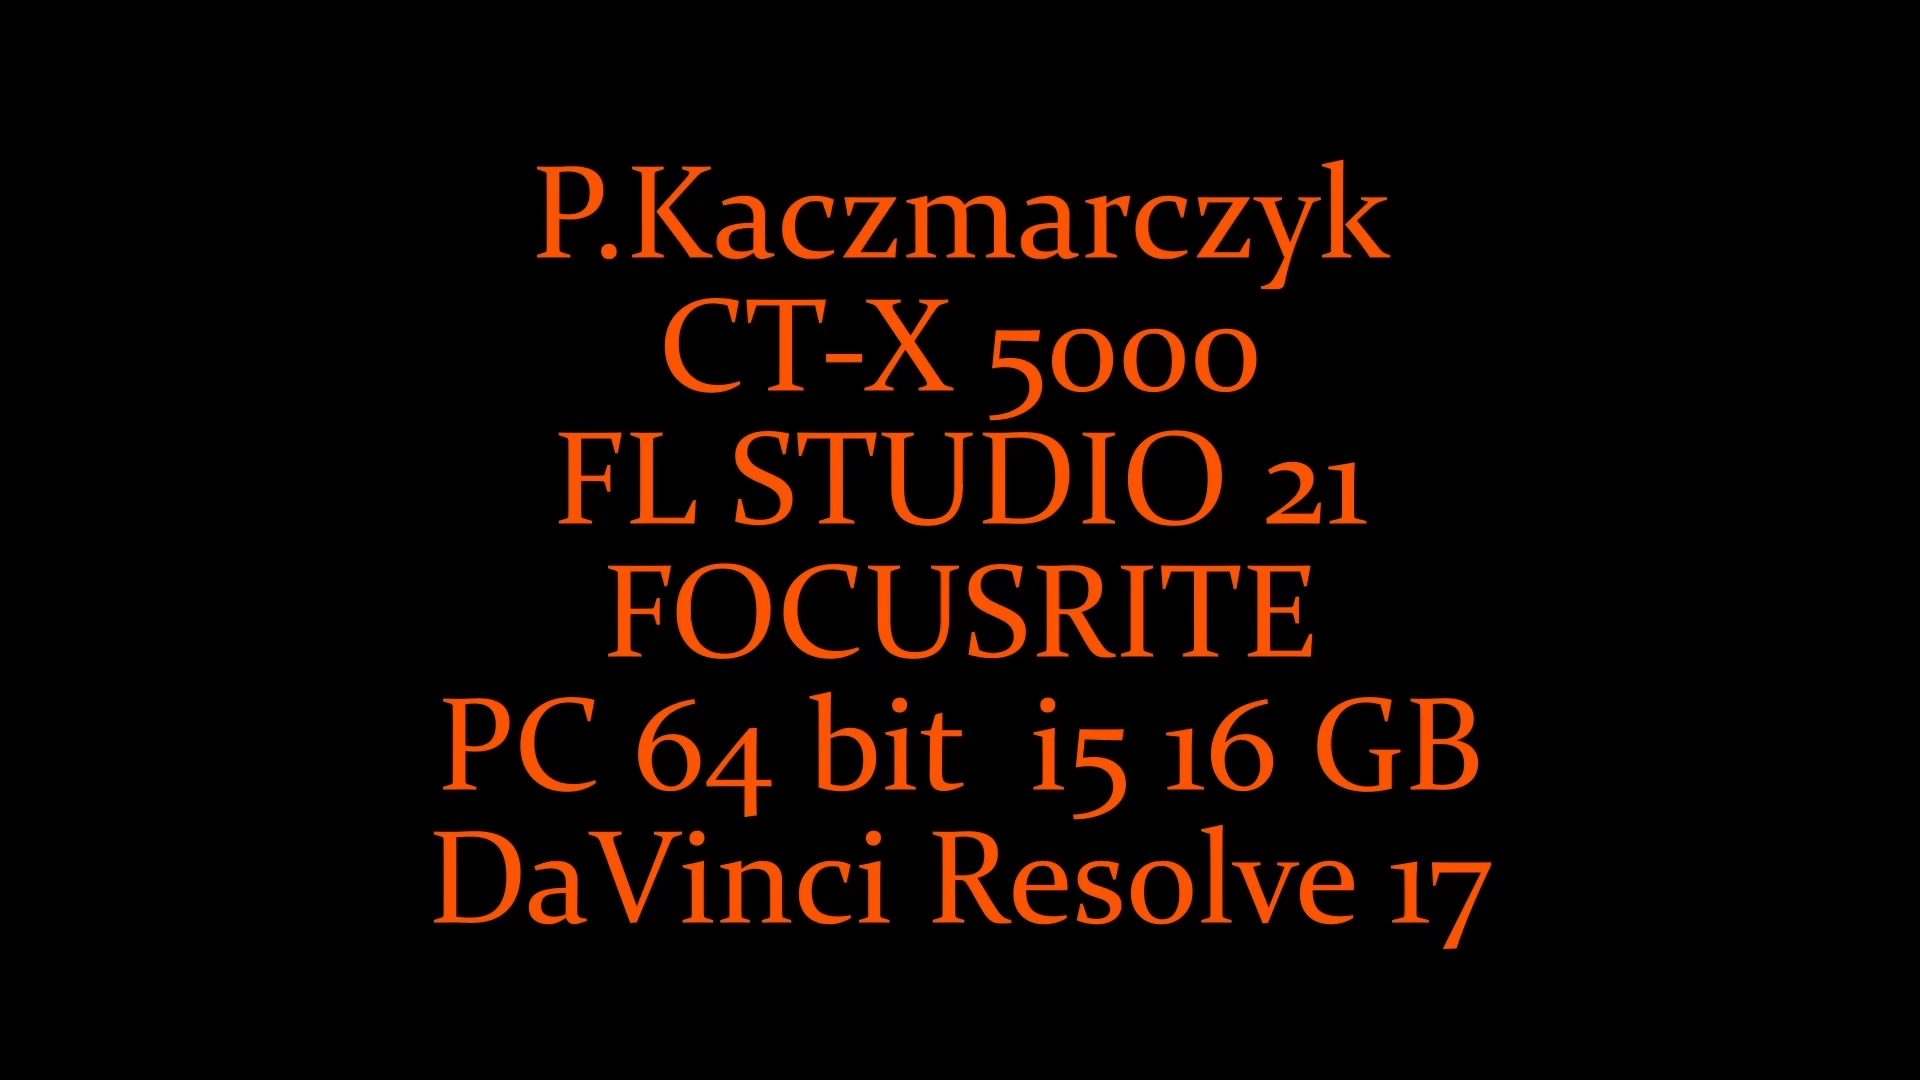 P.Kaczmarczyk
CT-X 5000
FL STUDIO 21
FOCUSRITE
PC 64 bit  i5 16 GB
DaVinci Resolve 17